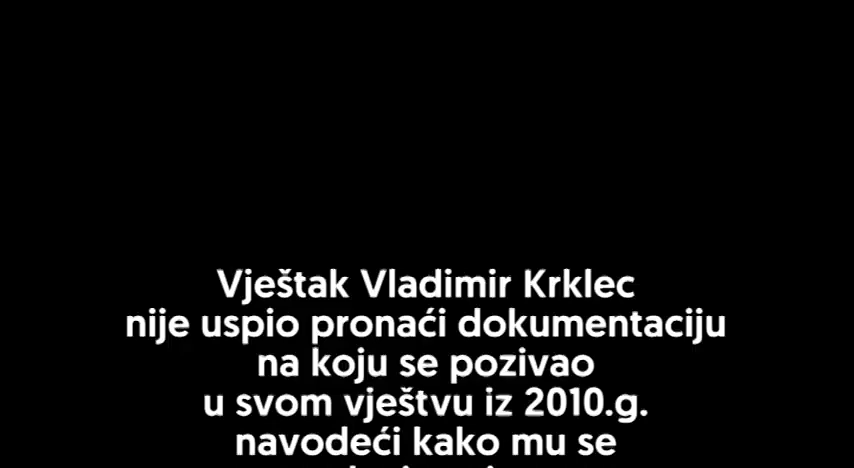 Vještak Vladimir Krklec
nije uspio pronaći dokumentaciju
na koju se pozivao
u svom vještvu iz 2010.g.
navodeći kako mu se